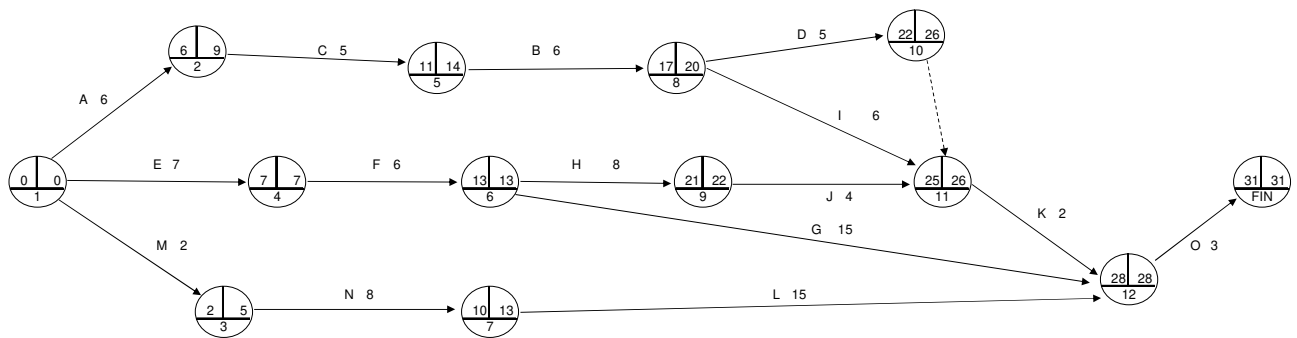 22 26
10
D 5
6 9
2
C 5
B 6
11 14
5
17 20
8
A 6
I 6
E 7
F 6
H 8
0 0
1
7 7
4
13 13
6
21 22
9
25 26
11
31 31
FIN
J 4
K 2
G 15
M 2
O 3
28 28
12
N 8
L 15
2 5
3
10 13
7